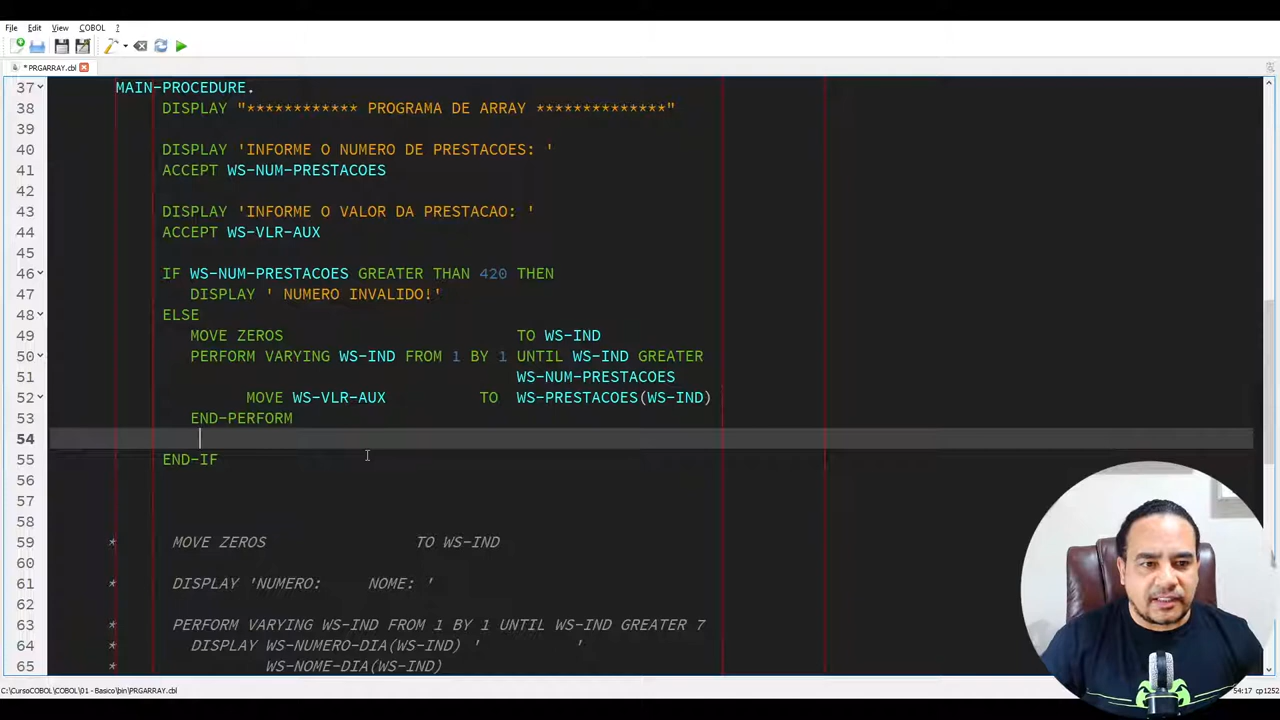 File Edit View COBOL ?
* PRGARRAY.cbl
37 MAIN-PROCEDURE.
38 DISPLAY "************ PROGRAMA DE ARRAY **************"
39
40 DISPLAY 'INFORME O NUMERO DE PRESTACOES: '
41 ACCEPT WS-NUM-PRESTACOES
42
43 DISPLAY 'INFORME O VALOR DA PRESTACAO: '
44 ACCEPT WS-VLR-AUX
45
46 IF WS-NUM-PRESTACOES GREATER THAN 420 THEN
47 DISPLAY ' NUMERO INVALIDO!'
48 ELSE
49 MOVE ZEROS TO WS-IND
50 PERFORM VARYING WS-IND FROM 1 BY 1 UNTIL WS-IND GREATER
51 WS-NUM-PRESTACOES
52 MOVE WS-VLR-AUX TO WS-PRESTACOES(WS-IND)
53 END-PERFORM
54
55 END-IF
56
57
58
59 * MOVE ZEROS TO WS-IND
60
61 * DISPLAY 'NUMERO: NOME: '
62
63 * PERFORM VARYING WS-IND FROM 1 BY 1 UNTIL WS-IND GREATER 7
64 * DISPLAY WS-NUMERO-DIA(WS-IND) ' '
65 * WS-NOME-DIA(WS-IND)
C:\CursoCOBOL\COBOL\01 - Basico\bin\PRGARRAY.cbl 54:17 cp1252